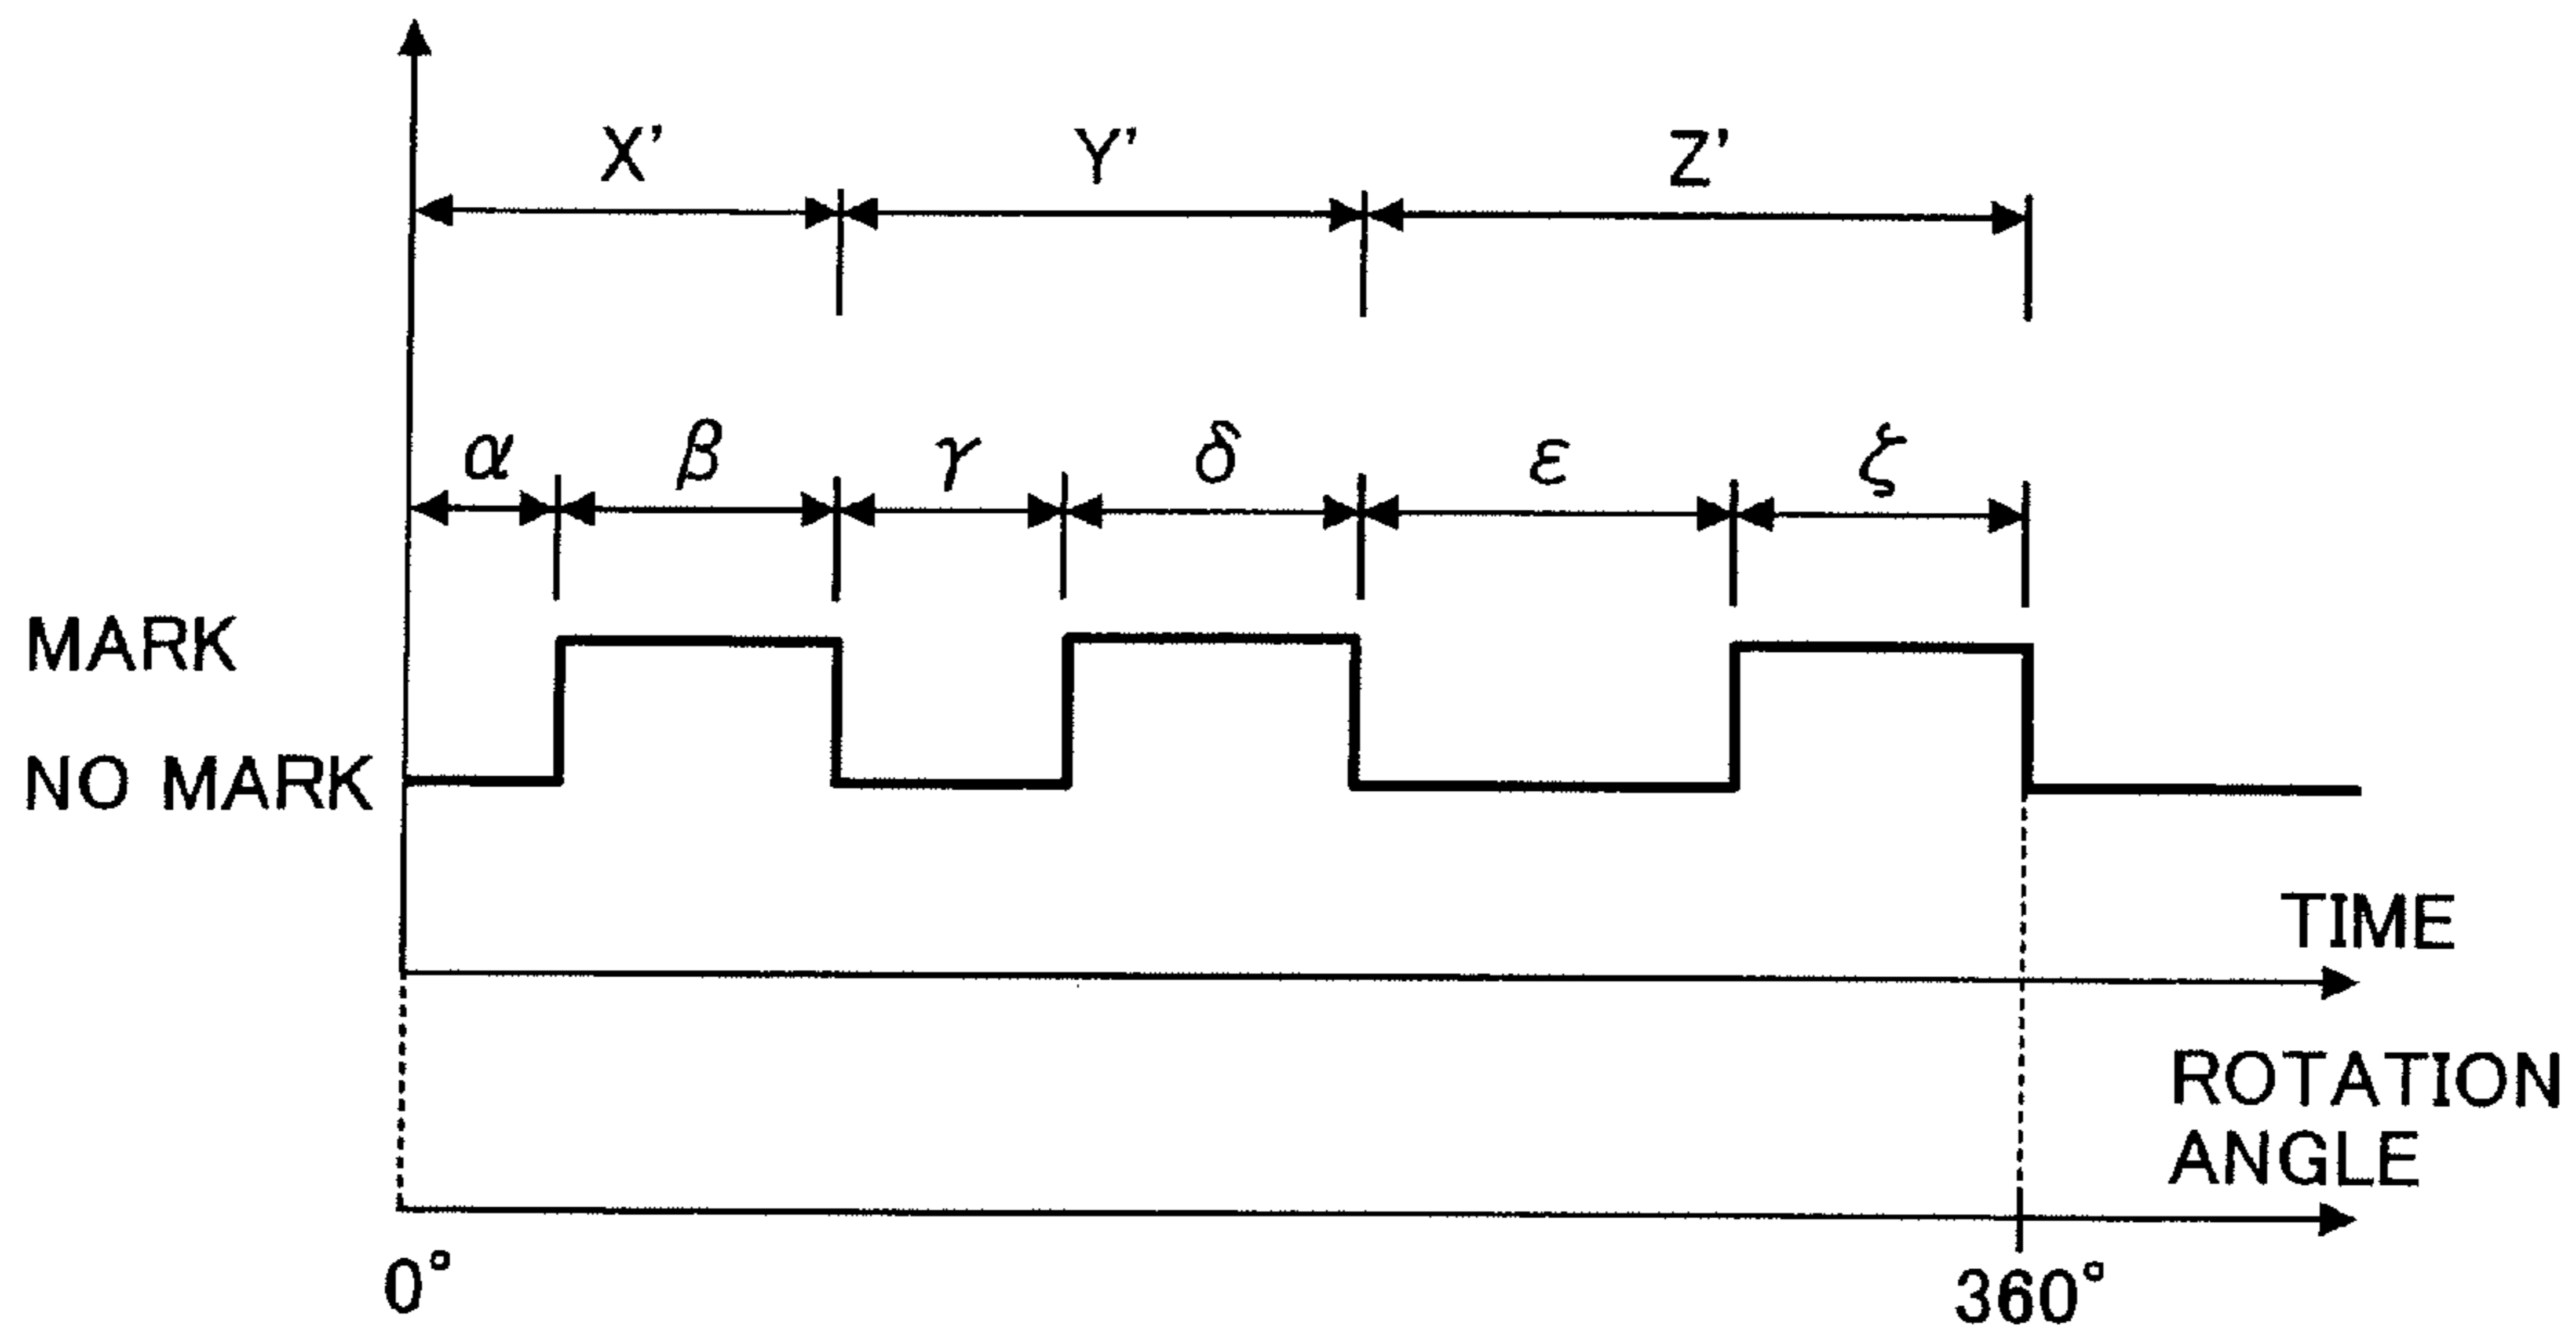 X' Y' Z'
α β γ δ ε ζ
MARK
NO MARK
TIME
ROTATION
ANGLE
0° 360°